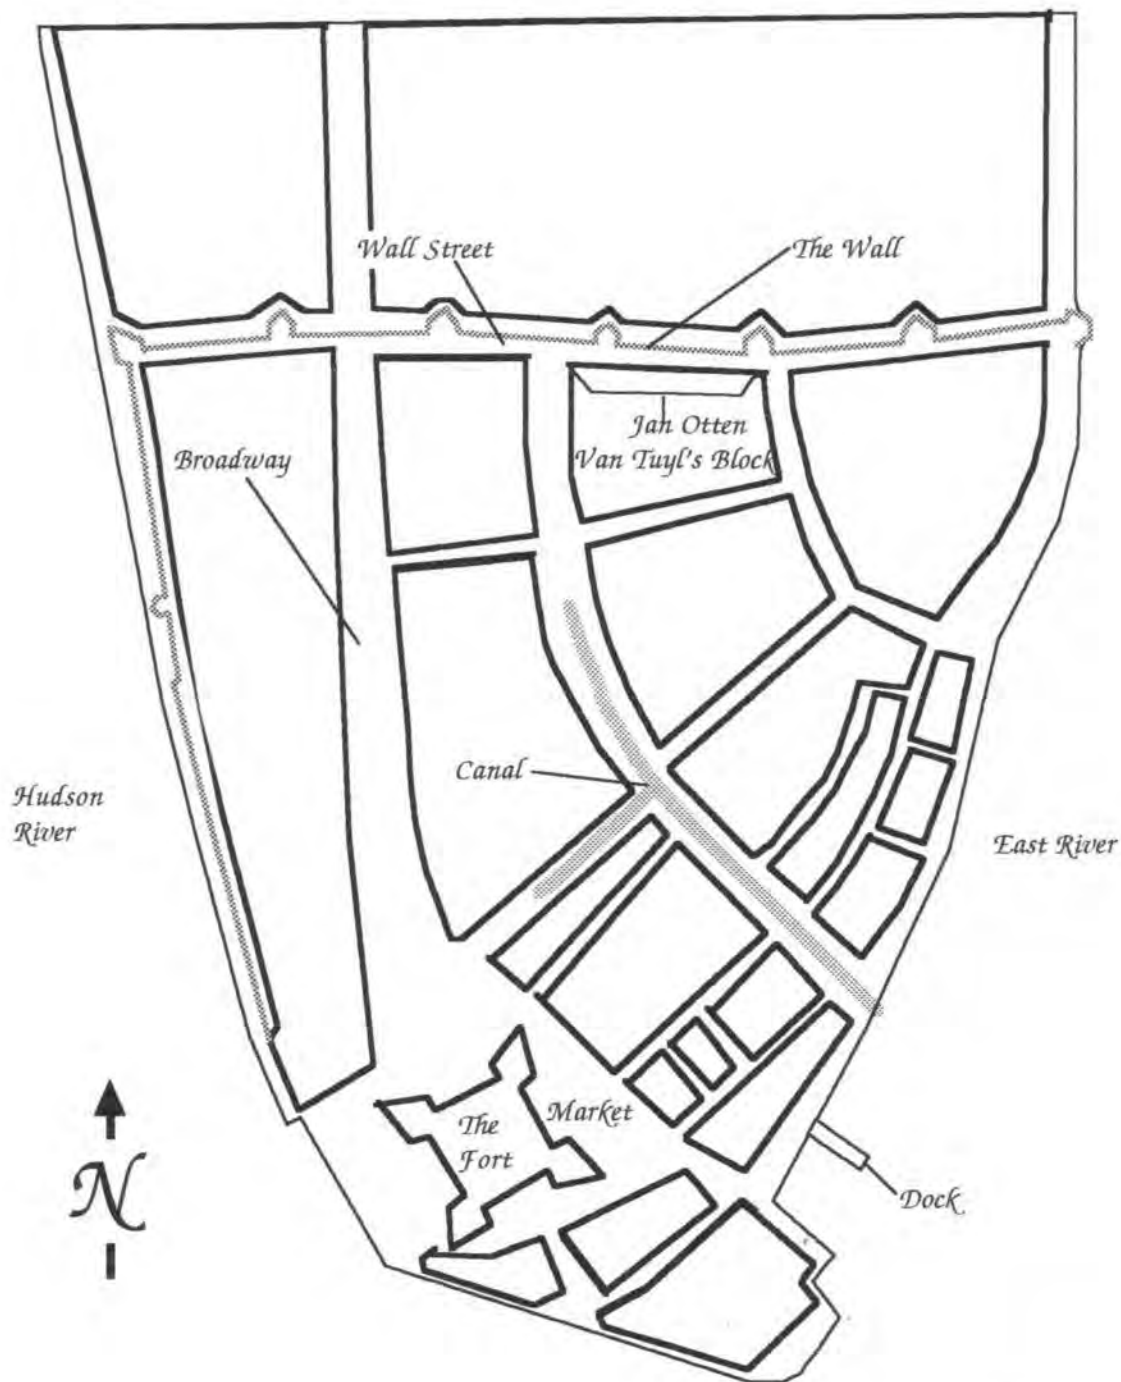 Wall Street
The Wall
Jan Otten
Van Tuyl's Block
Broadway
Canal
Hudson
River
East River
Market
The
Fort
N
Dock